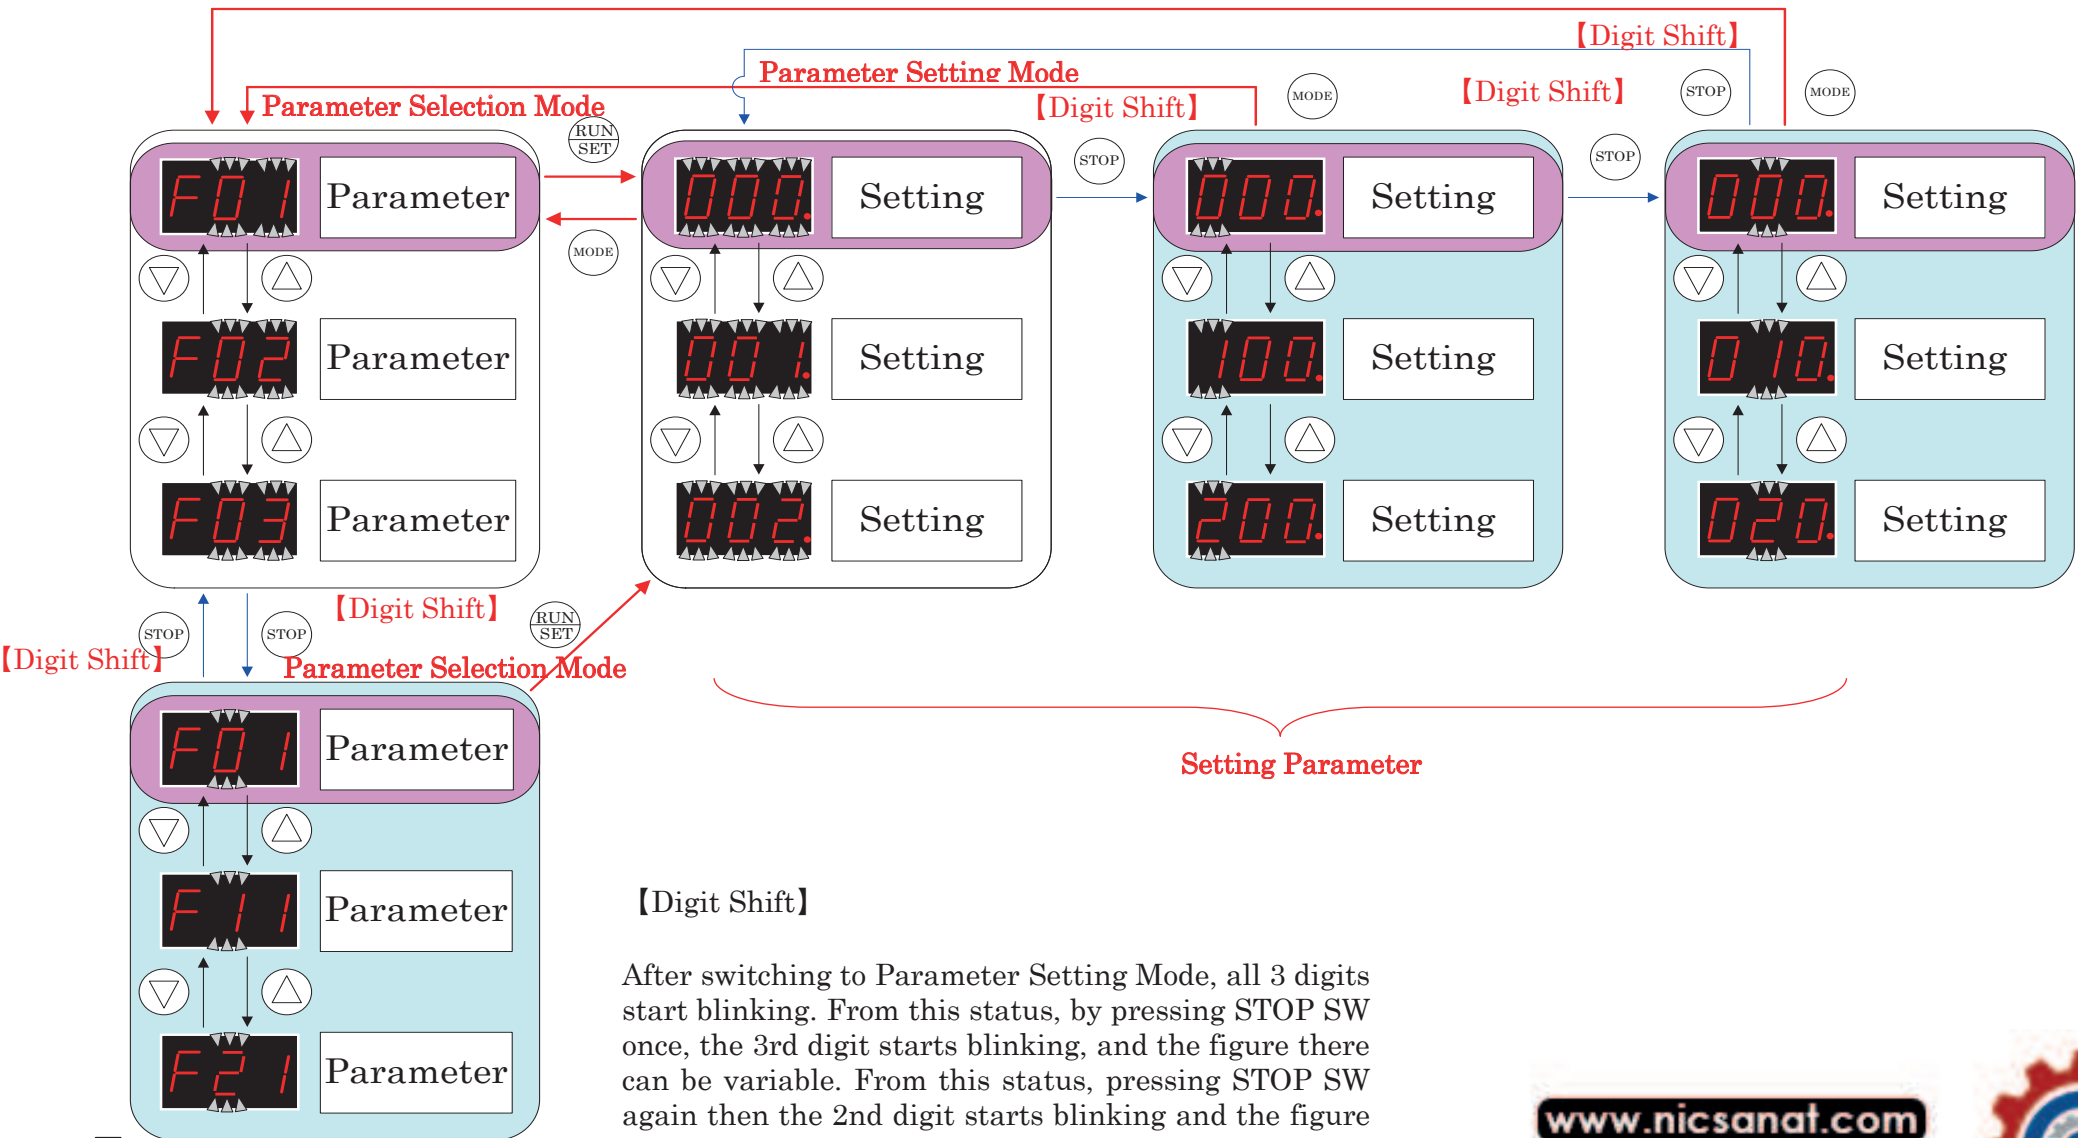 【Digit Shift】
Parameter Setting Mode
Parameter Selection Mode
【Digit Shift】
MODE
【Digit Shift】
STOP
MODE
RUN
SET
STOP
STOP
F01 Parameter
000. Setting
000. Setting
000. Setting
MODE
F02 Parameter
001. Setting
100. Setting
010. Setting
F03 Parameter
002. Setting
200. Setting
020. Setting
【Digit Shift】
RUN
SET
STOP
STOP
【Digit Shift】
Parameter Selection Mode
F01 Parameter
Setting Parameter
F11 Parameter
F21 Parameter
【Digit Shift】
After switching to Parameter Setting Mode, all 3 digits
start blinking. From this status, by pressing STOP SW
once, the 3rd digit starts blinking, and the figure there
can be variable. From this status, pressing STOP SW
again then the 2nd digit starts blinking and the figure
www.nicsanat.com